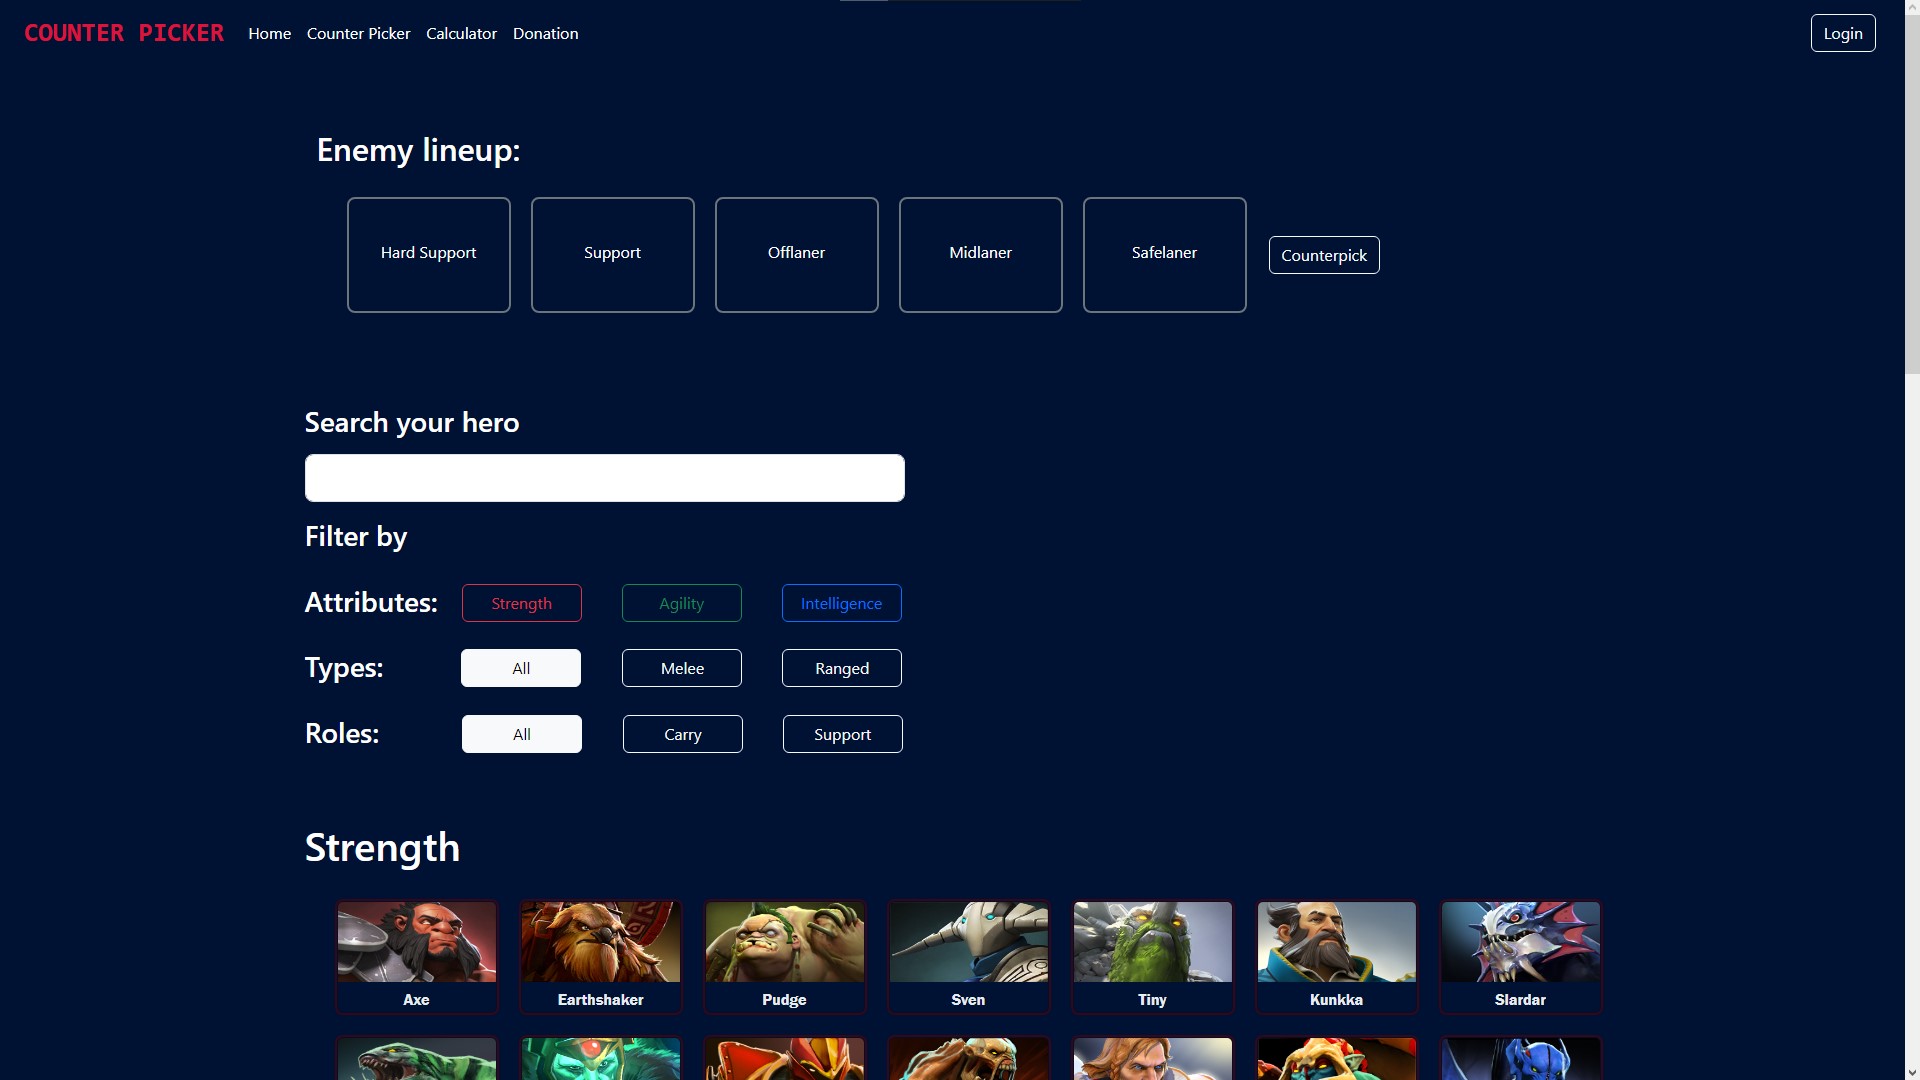 COUNTER PICKER Home Counter Picker Calculator Donation Login
Enemy lineup:
Hard Support Support Offlaner Midlaner Safelaner Counterpick
Search your hero
Filter by
Attributes: Strength Agility Intelligence
Types: All Melee Ranged
Roles: All Carry Support
Strength
Axe Earthshaker Pudge Sven Tiny Kunkka Slardar